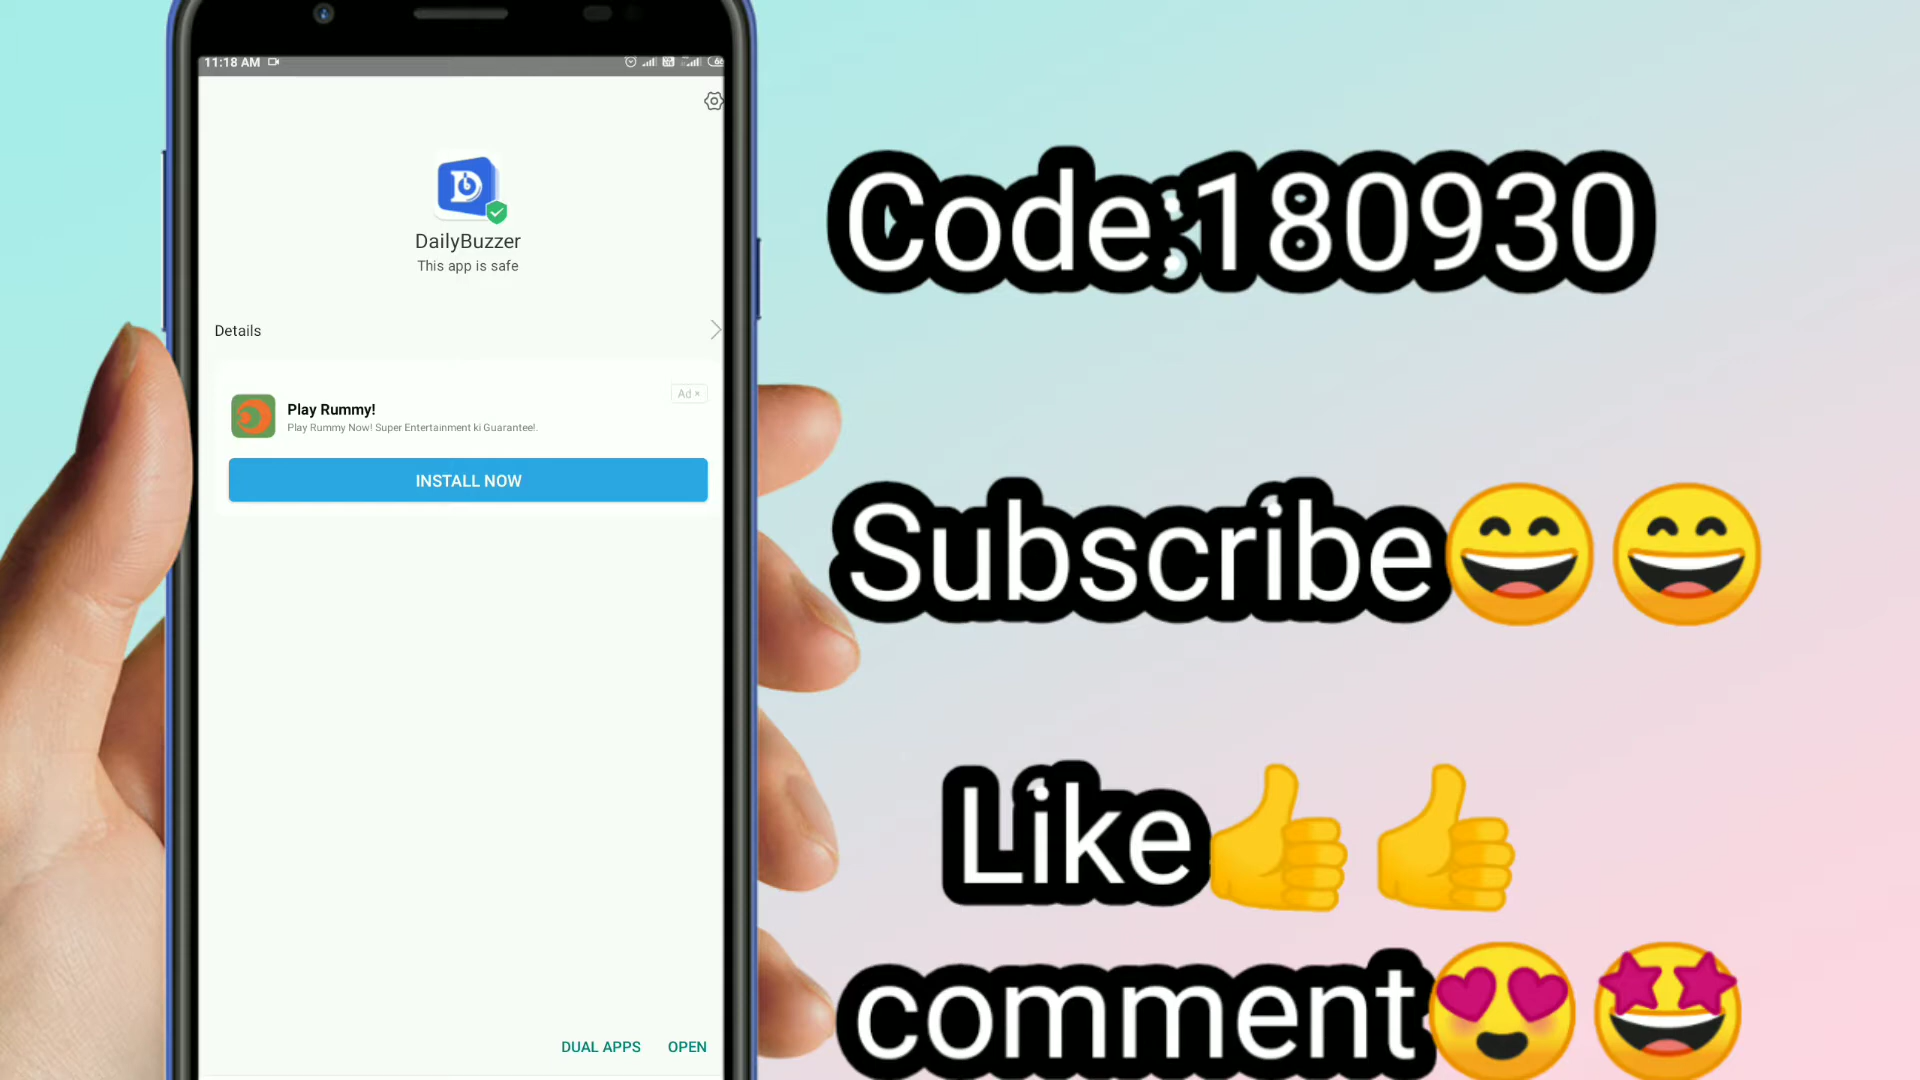 11:18 AM
DailyBuzzer
This app is safe
Details
Ad ×
Play Rummy!
Play Rummy Now! Super Entertainment ki Guarantee!.
INSTALL NOW
DUAL APPS OPEN
Code:180930
Subscribe😄😄
Like👍👍
comment😍🤩